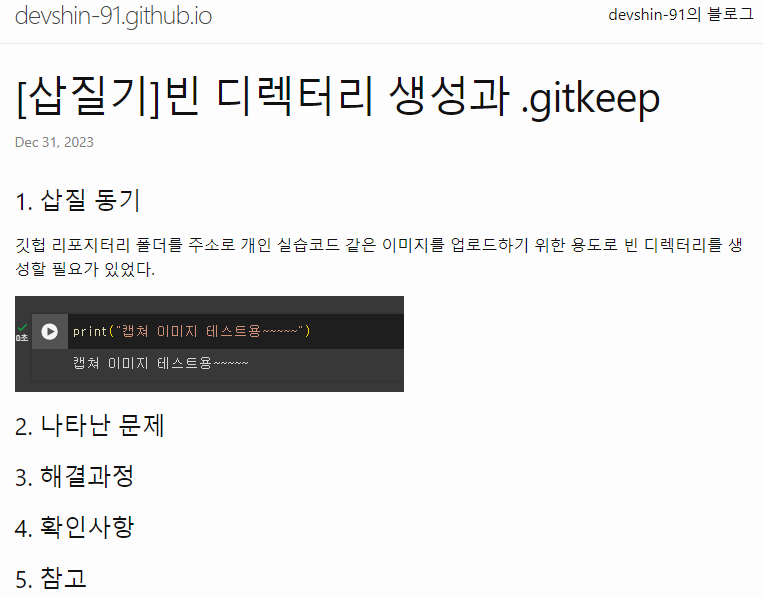 devshin-91.github.io
devshin-91의 블로그
[삽질기]빈 디렉터리 생성과 .gitkeep
Dec 31, 2023
1. 삽질 동기
깃헙 리포지터리 폴더를 주소로 개인 실습코드 같은 이미지를 업로드하기 위한 용도로 빈 디렉터리를 생
성할 필요가 있었다.
0초
print("캡쳐 이미지 테스트용~~~~~")
캡쳐 이미지 테스트용~~~~~
2. 나타난 문제
3. 해결과정
4. 확인사항
5. 참고